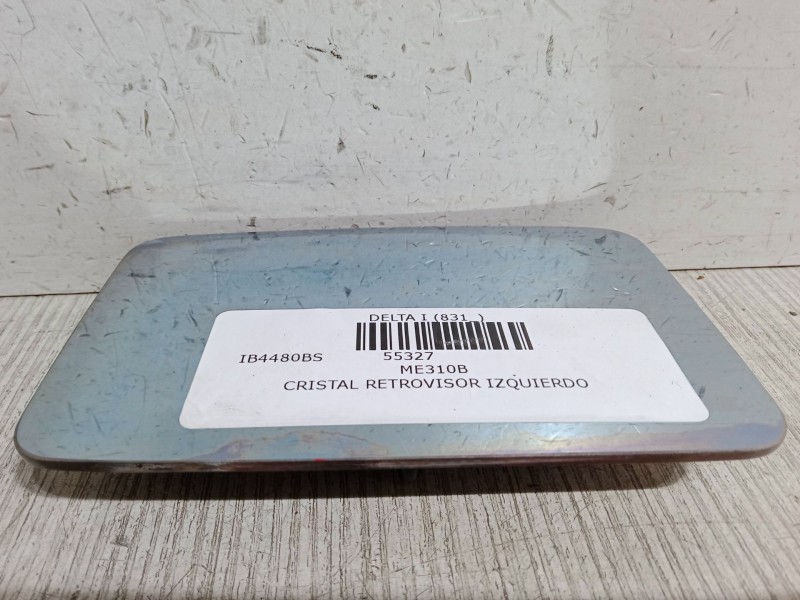 DELTA I (831_)
IB4480BS 55327
ME310B
CRISTAL RETROVISOR IZQUIERDO